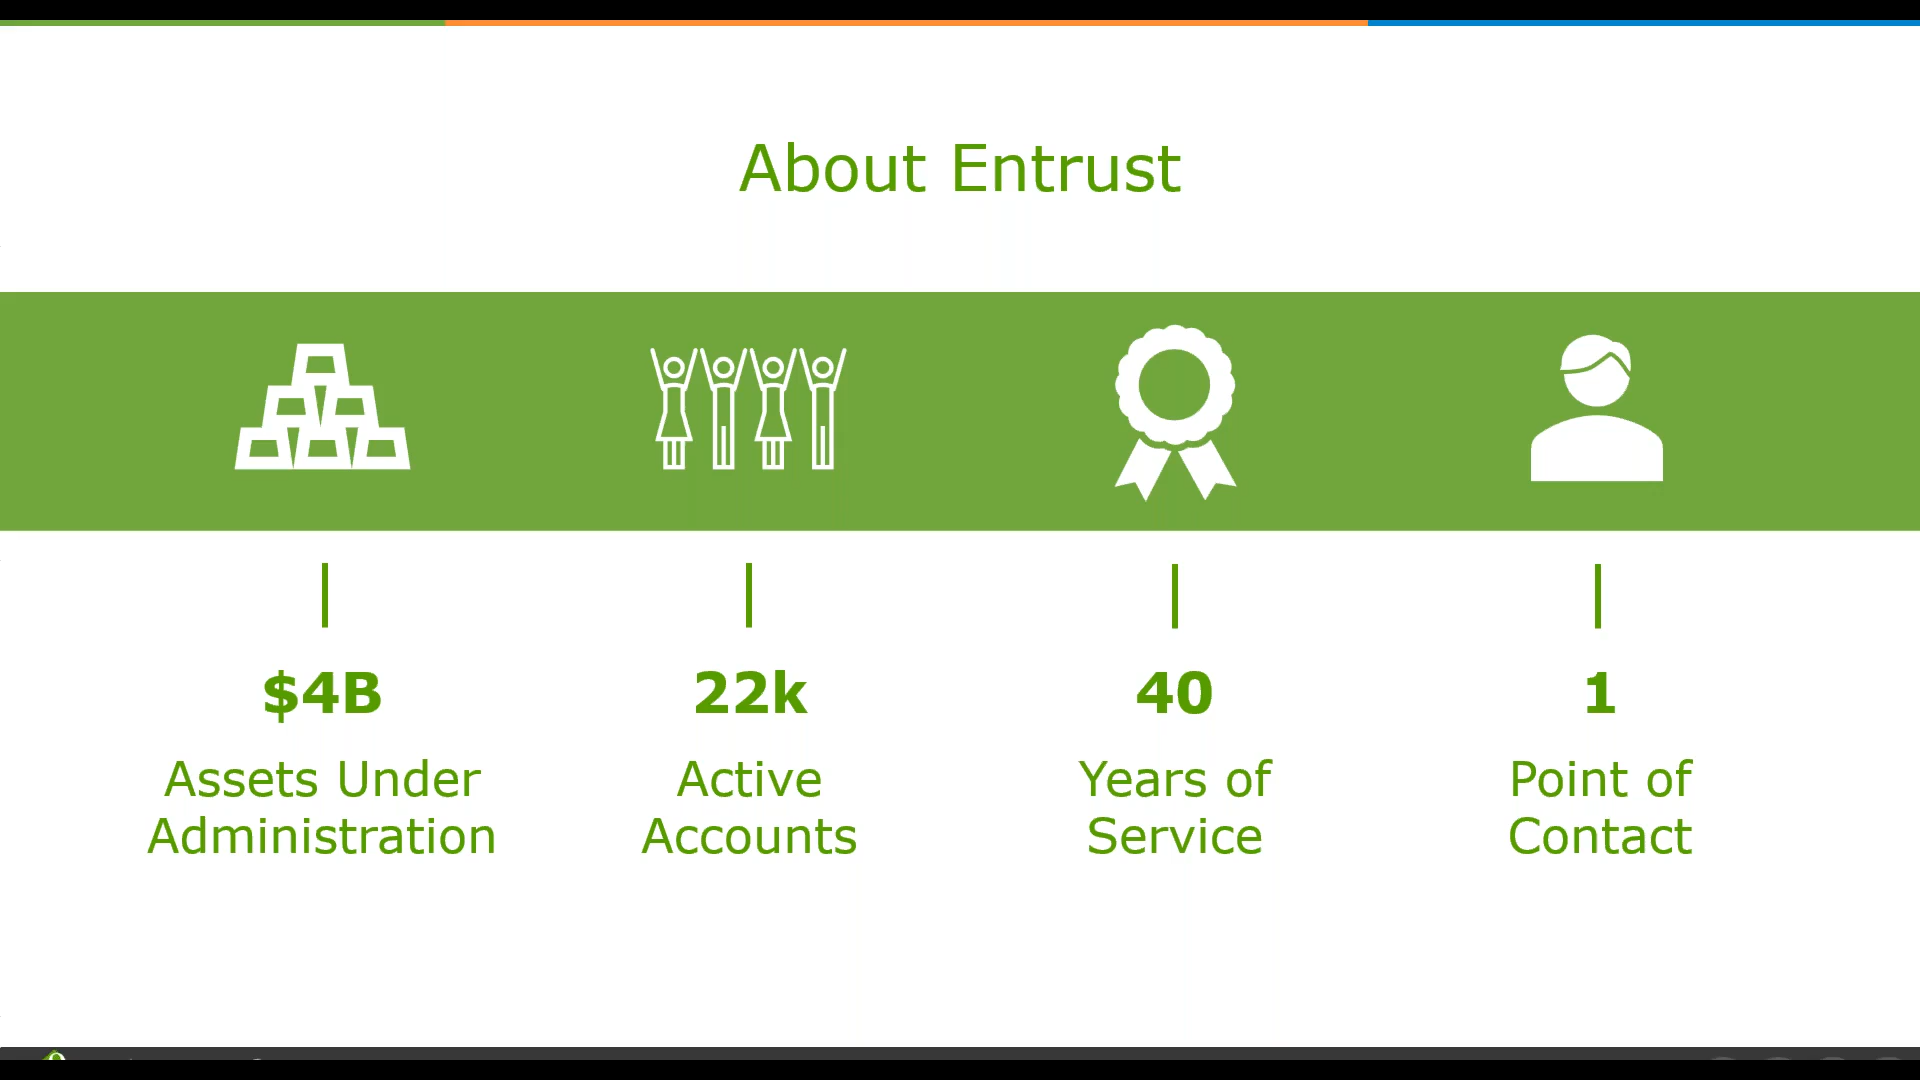 About Entrust
$4B
Assets Under
Administration
22k
Active
Accounts
40
Years of
Service
1
Point of
Contact